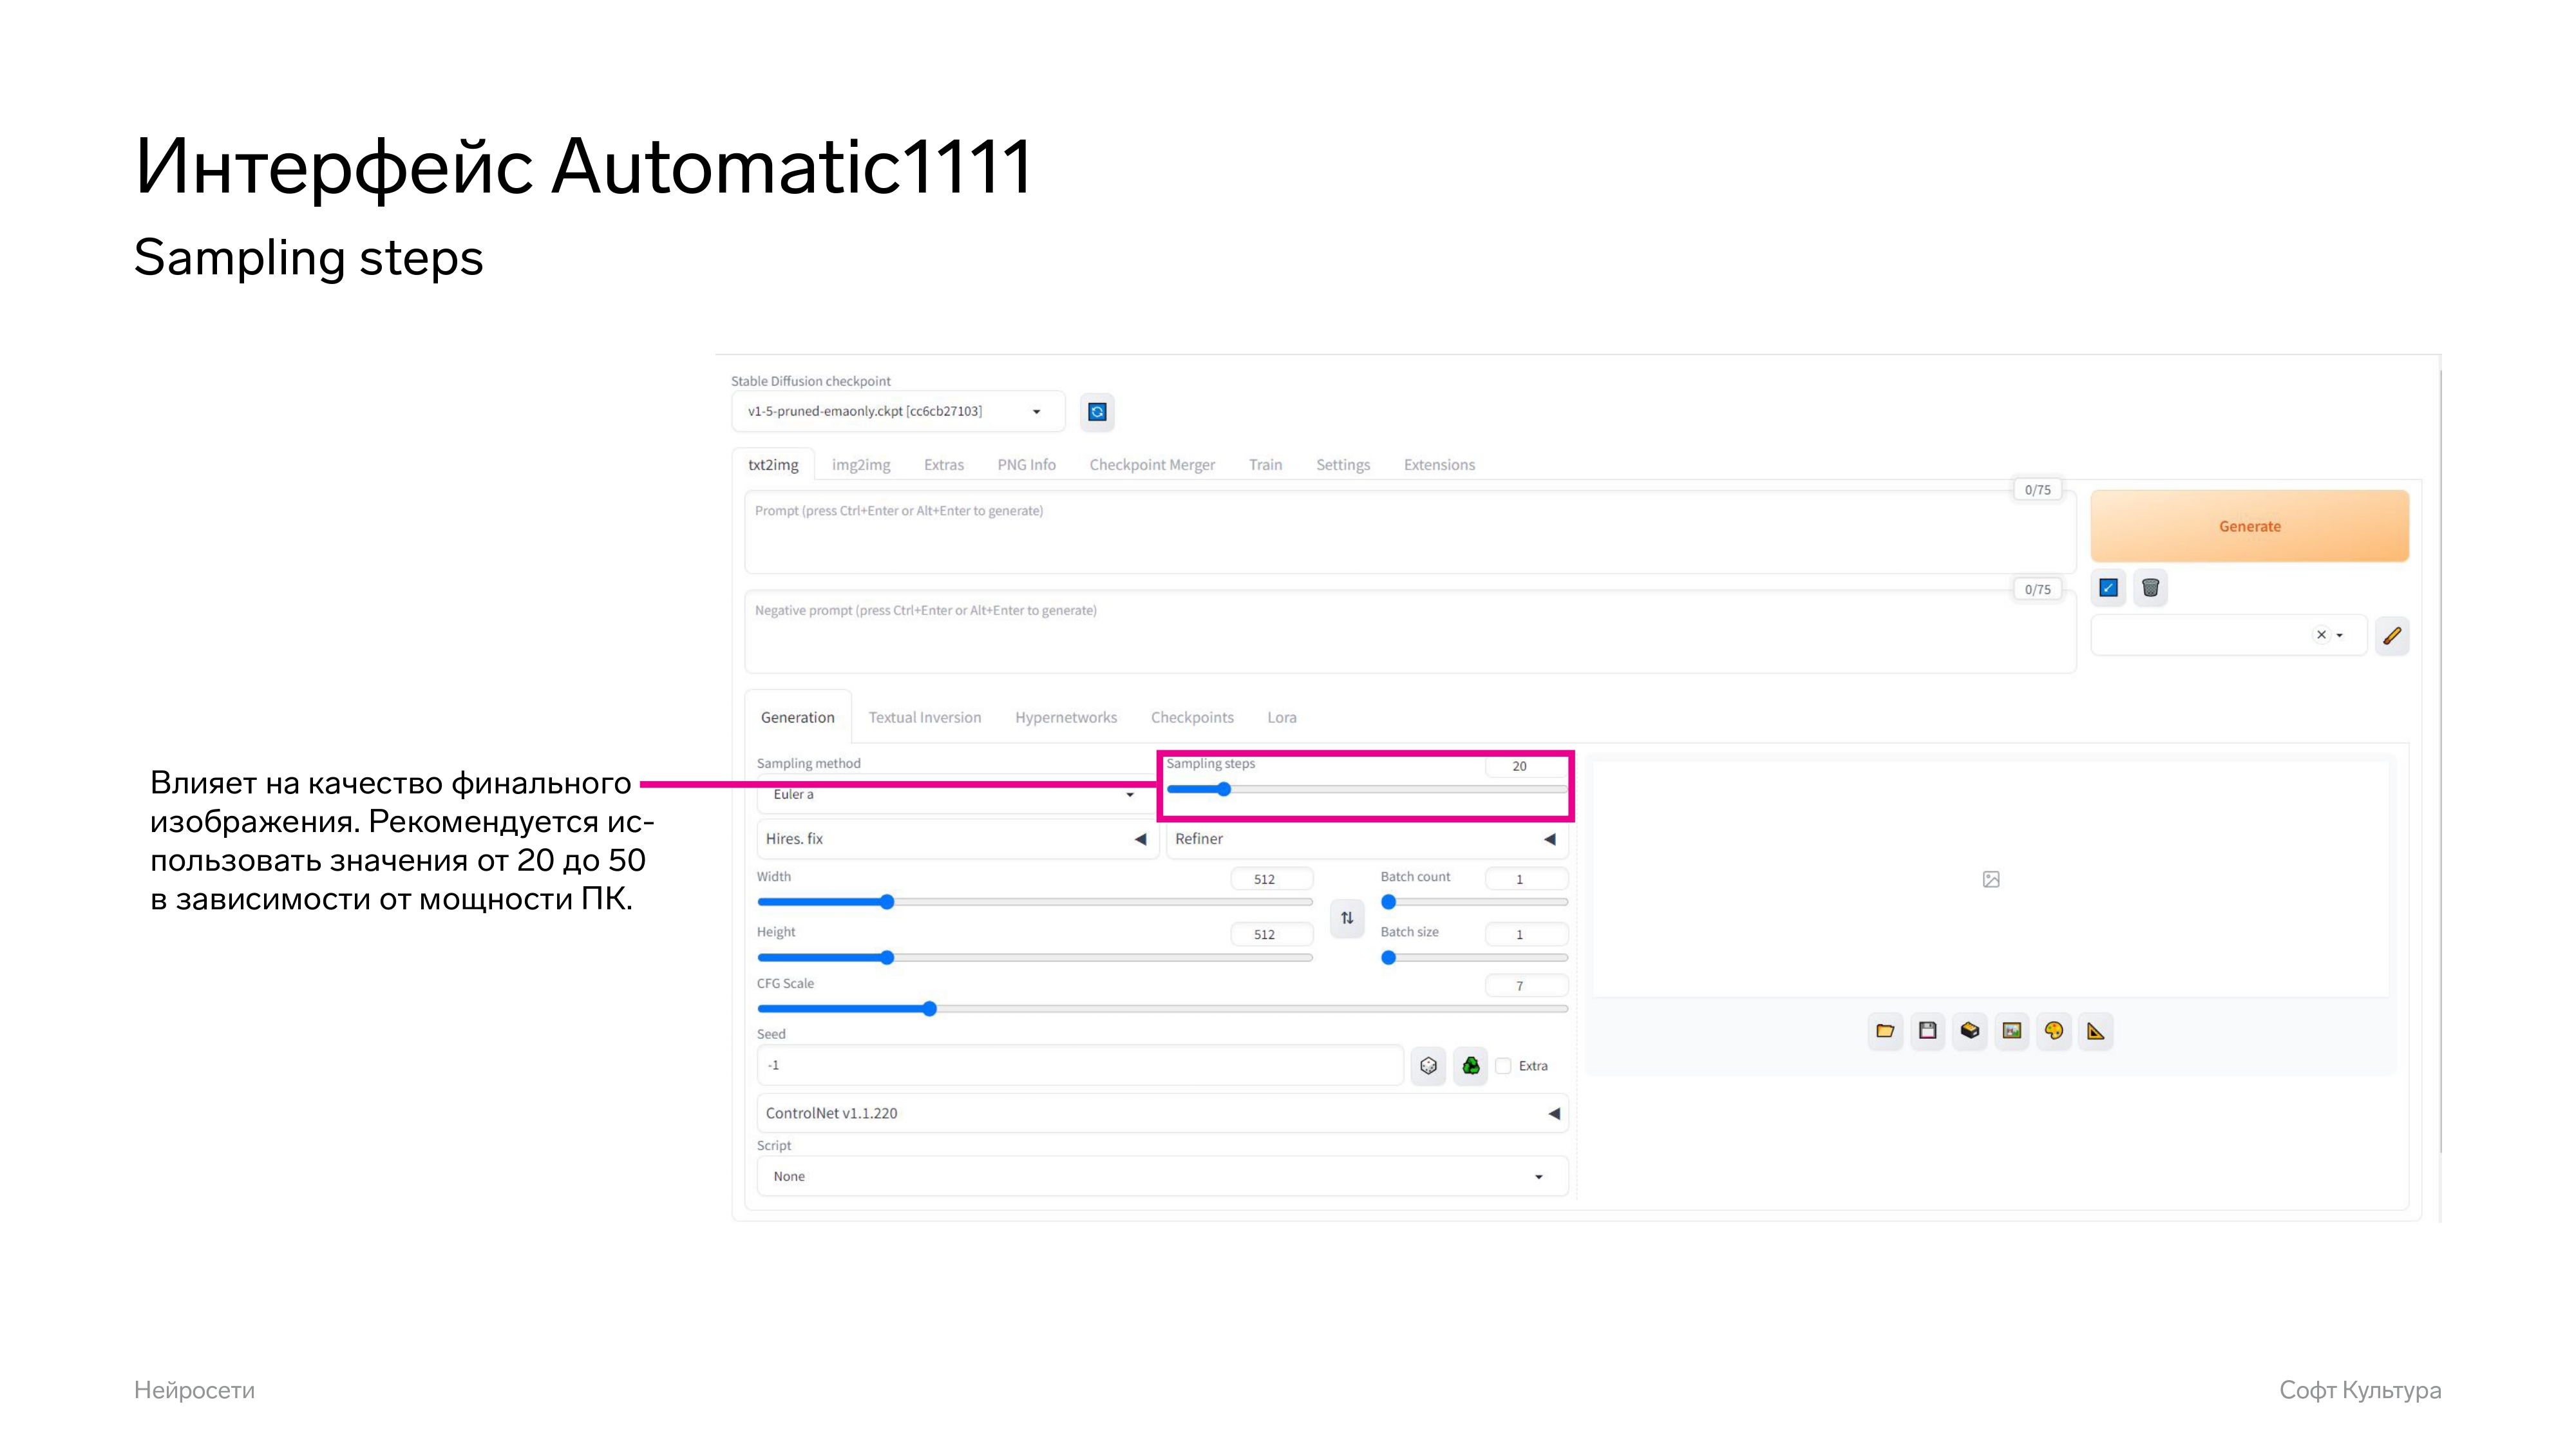 Интерфейс Automatic1111
Sampling steps
Stable Diffusion checkpoint
v1-5-pruned-emaonly.ckpt [cc6cb27103]
txt2img img2img Extras PNG Info Checkpoint Merger Train Settings Extensions
0/75
Prompt (press Ctrl+Enter or Alt+Enter to generate)
Generate
0/75
Negative prompt (press Ctrl+Enter or Alt+Enter to generate)
Generation Textual Inversion Hypernetworks Checkpoints Lora
Влияет на качество финального
изображения. Рекомендуется ис-
пользовать значения от 20 до 50
в зависимости от мощности ПК.
Sampling method
Euler a
Sampling steps 20
Hires. fix
Refiner
Width 512
Batch count 1
Height 512
Batch size 1
CFG Scale 7
Seed
-1
Extra
ControlNet v1.1.220
Script
None
Нейросети
Софт Культура